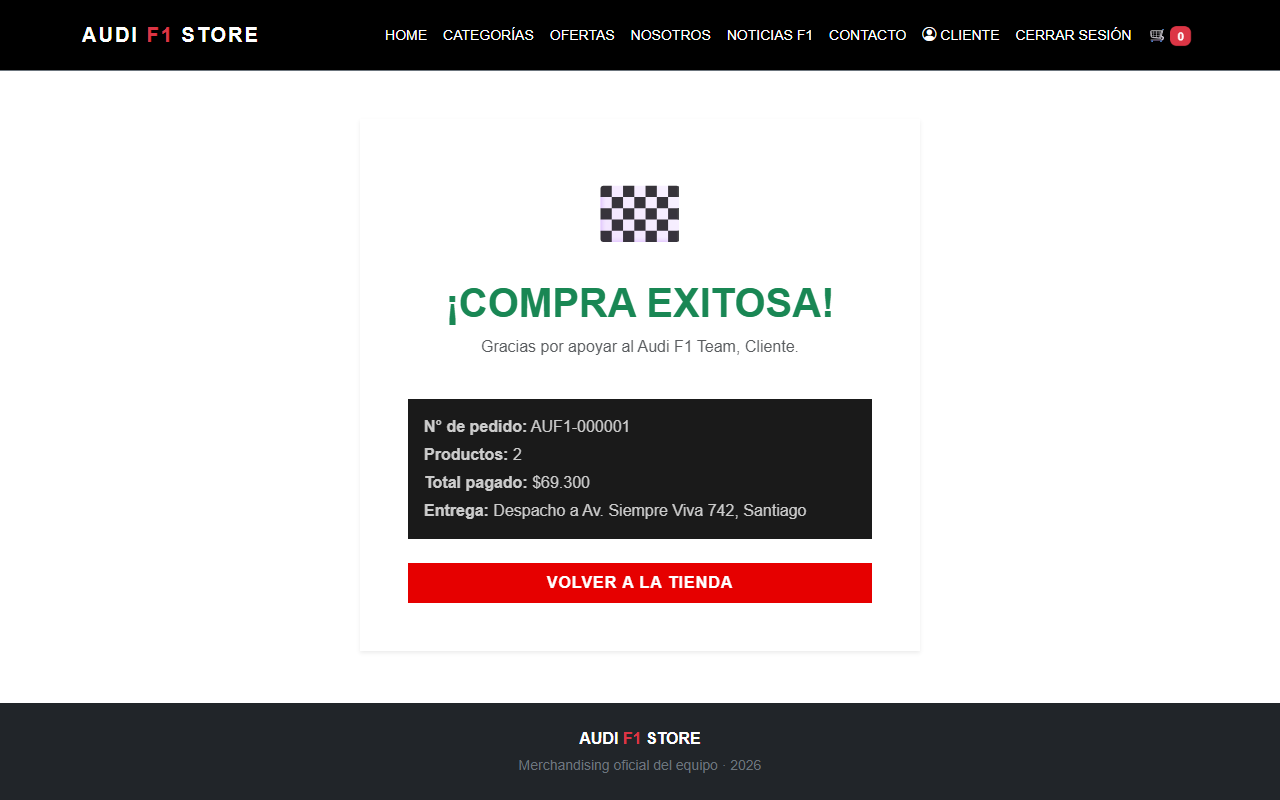 AUDI F1 STORE
HOME CATEGORÍAS OFERTAS NOSOTROS NOTICIAS F1 CONTACTO CLIENTE CERRAR SESIÓN 0
¡COMPRA EXITOSA!
Gracias por apoyar al Audi F1 Team, Cliente.
N° de pedido: AUF1-000001
Productos: 2
Total pagado: $69.300
Entrega: Despacho a Av. Siempre Viva 742, Santiago
VOLVER A LA TIENDA
AUDI F1 STORE
Merchandising oficial del equipo · 2026